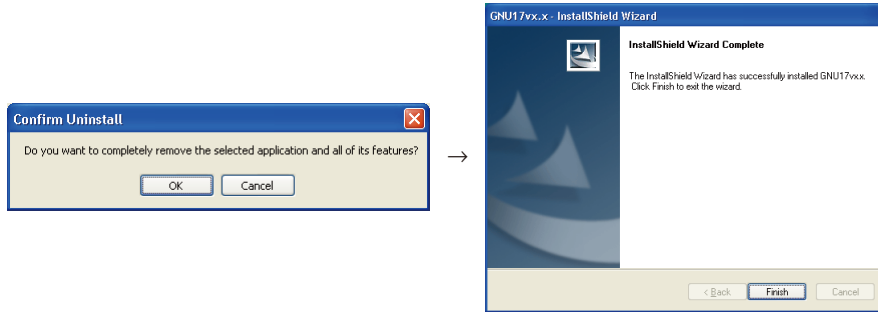 Confirm Uninstall
Do you want to completely remove the selected application and all of its features?
OK
Cancel
→
GNU17vx.x - InstallShield Wizard
InstallShield Wizard Complete
The InstallShield Wizard has successfully installed GNU17vx.x.
Click Finish to exit the wizard.
< Back
Finish
Cancel